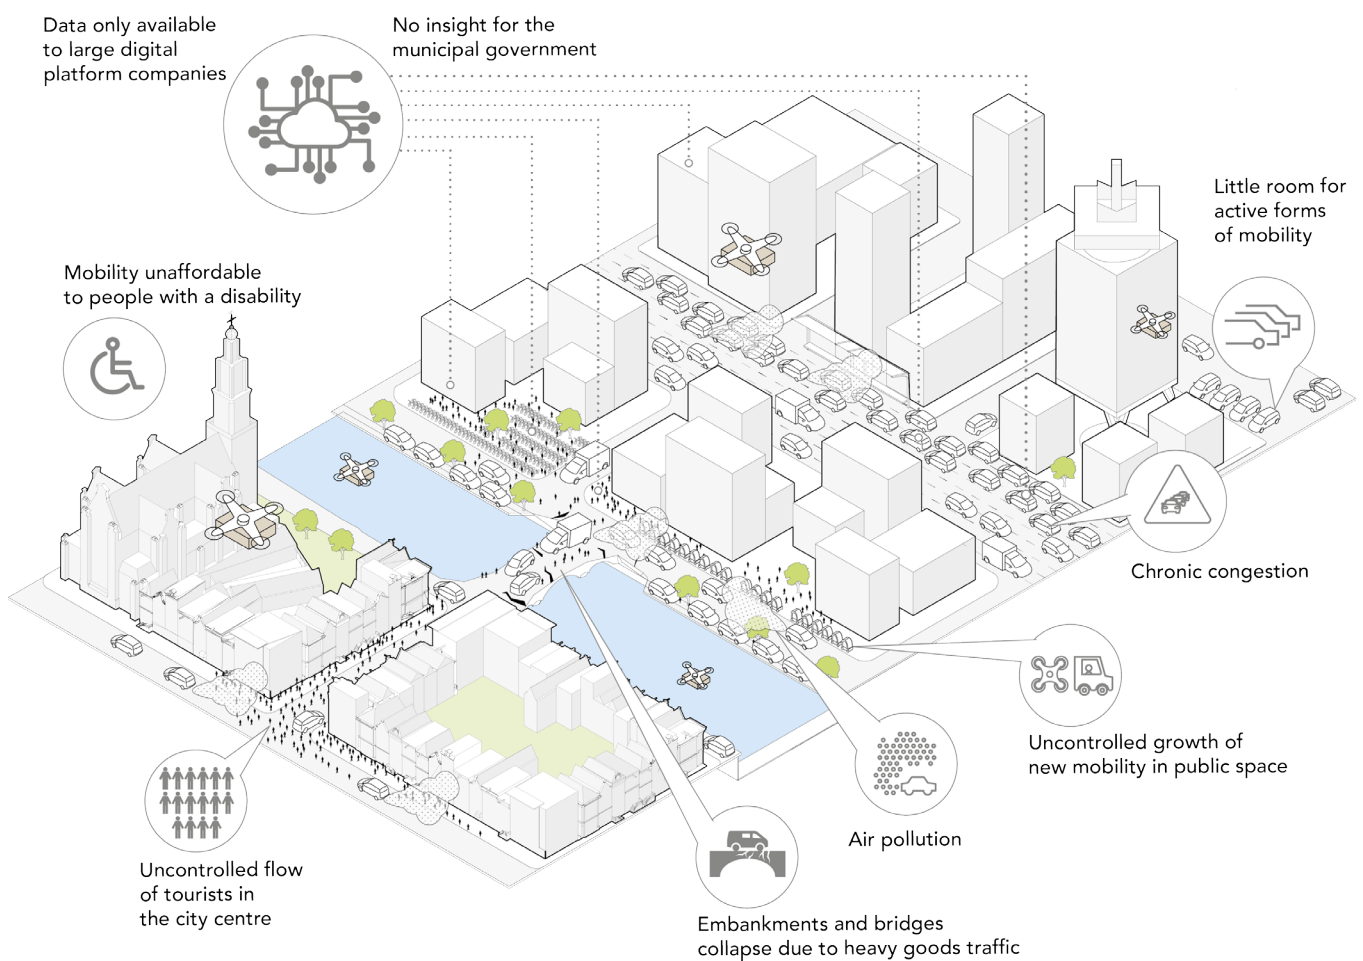 Data only available
to large digital
platform companies
No insight for the
municipal government
Little room for
active forms
of mobility
Mobility unaffordable
to people with a disability
Chronic congestion
Uncontrolled growth of
new mobility in public space
Air pollution
Uncontrolled flow
of tourists in
the city centre
Embankments and bridges
collapse due to heavy goods traffic